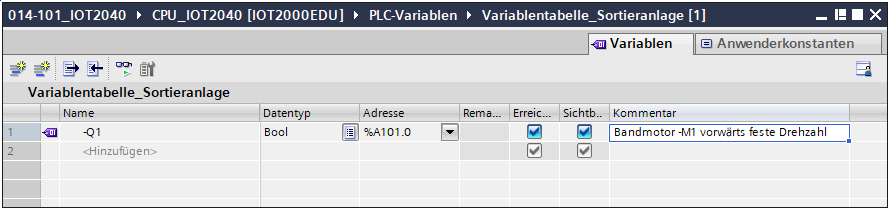 014-101_IOT2040 ▸ CPU_IOT2040 [IOT2000EDU] ▸ PLC-Variablen ▸ Variablentabelle_Sortieranlage [1]
Variablen Anwenderkonstanten
Variablentabelle_Sortieranlage
Name Datentyp Adresse Rema... Erreic... Sichtb... Kommentar
1 -Q1 Bool %A101.0 Bandmotor -M1 vorwärts feste Drehzahl
2 <Hinzufügen>